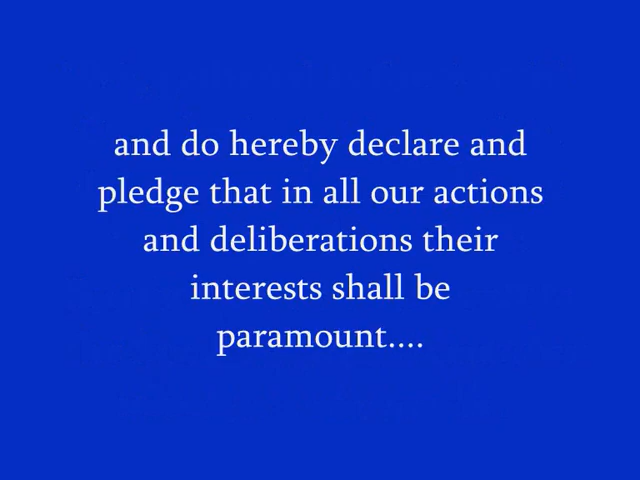 and do hereby declare and
pledge that in all our actions
and deliberations their
interests shall be
paramount....